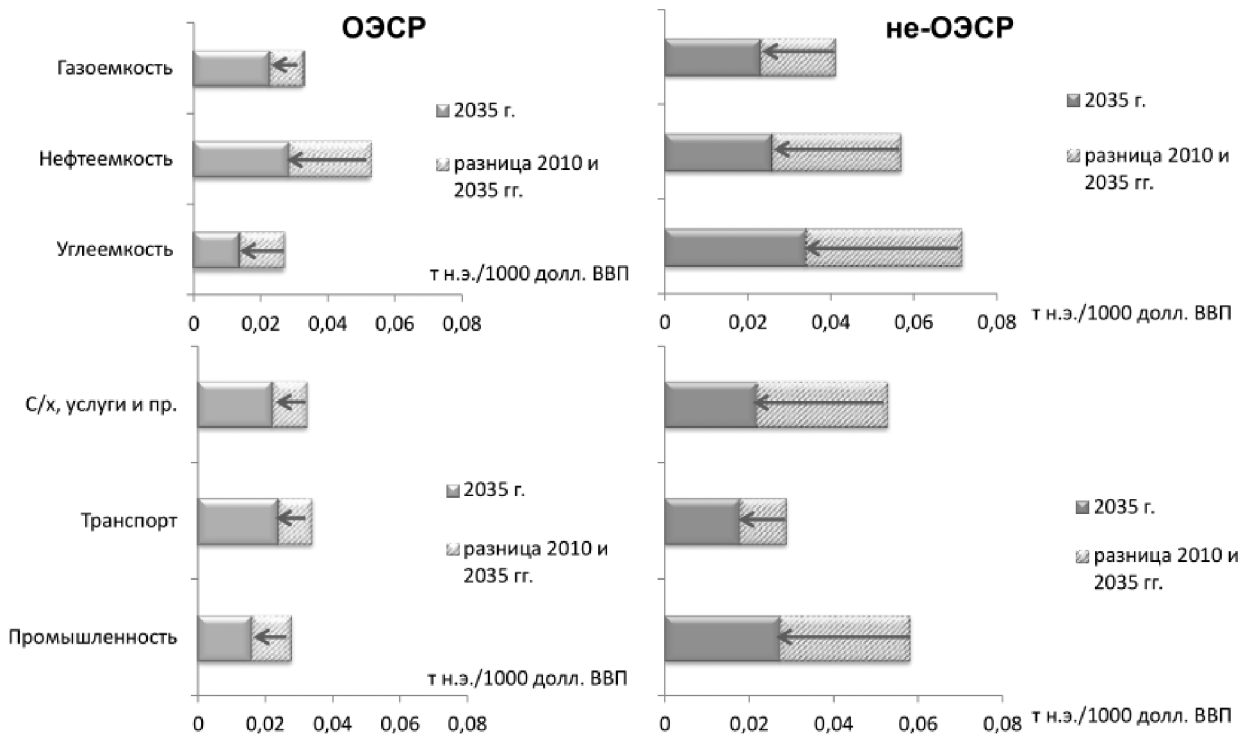 ОЭСР
Газоемкость
Нефтеемкость
Углеемкость
2035 г.
разница 2010 и
2035 гг.
т н.э./1000 долл. ВВП
0 0,02 0,04 0,06 0,08
не-ОЭСР
2035 г.
разница 2010 и
2035 гг.
0 0,02 0,04 0,06 0,08
т н.э./1000 долл. ВВП
С/х, услуги и пр.
Транспорт
Промышленность
2035 г.
разница 2010 и
2035 гг.
т н.э./1000 долл. ВВП
0 0,02 0,04 0,06 0,08
2035 г.
разница 2010 и
2035 гг.
0 0,02 0,04 0,06 0,08
т н.э./1000 долл. ВВП